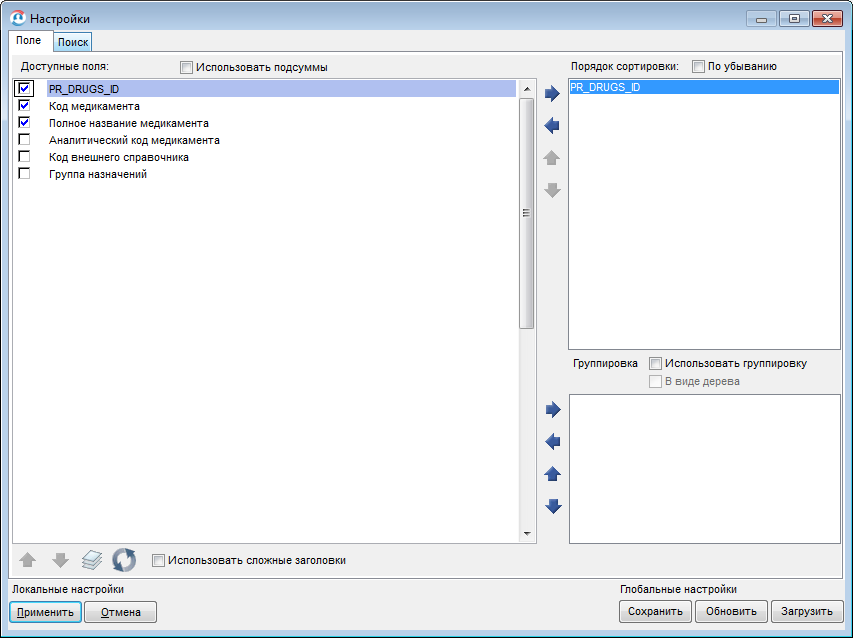 Настройки
Поле
Поиск
Доступные поля:
Использовать подсуммы
Порядок сортировки:
По убыванию
PR_DRUGS_ID
Код медикамента
Полное название медикамента
Аналитический код медикамента
Код внешнего справочника
Группа назначений
PR_DRUGS_ID
Группировка
Использовать группировку
В виде дерева
Использовать сложные заголовки
Локальные настройки
Глобальные настройки
Применить
Отмена
Сохранить
Обновить
Загрузить